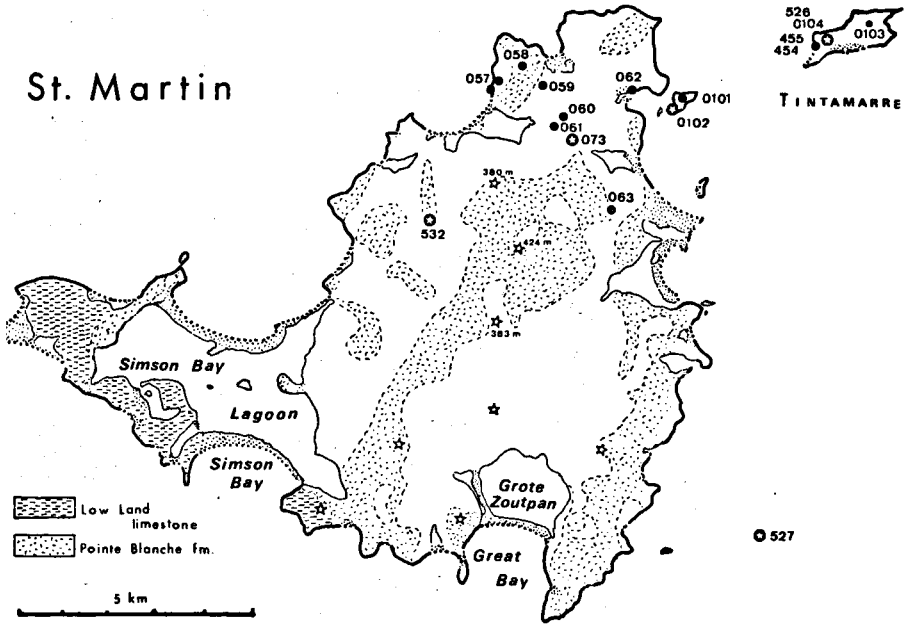 St. Martin
526
0104
455
454
0103
TINTAMARRE
058
057
059
062
0101
0102
060
061
073
380 m
063
532
424 m
383 m
Simson Bay
Lagoon
Simson
Bay
Grote
Zoutpan
Great
Bay
527
Low Land
limestone
Pointe Blanche fm.
5 km